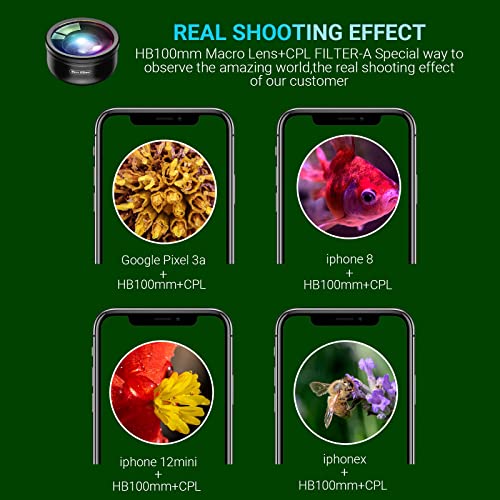 REAL SHOOTING EFFECT
HB100mm Macro Lens+CPL FILTER-A Special way to
observe the amazing world,the real shooting effect
of our customer
Google Pixel 3a
+
HB100mm+CPL
iphone 8
+
HB100mm+CPL
iphone 12mini
+
HB100mm+CPL
iphonex
+
HB100mm+CPL